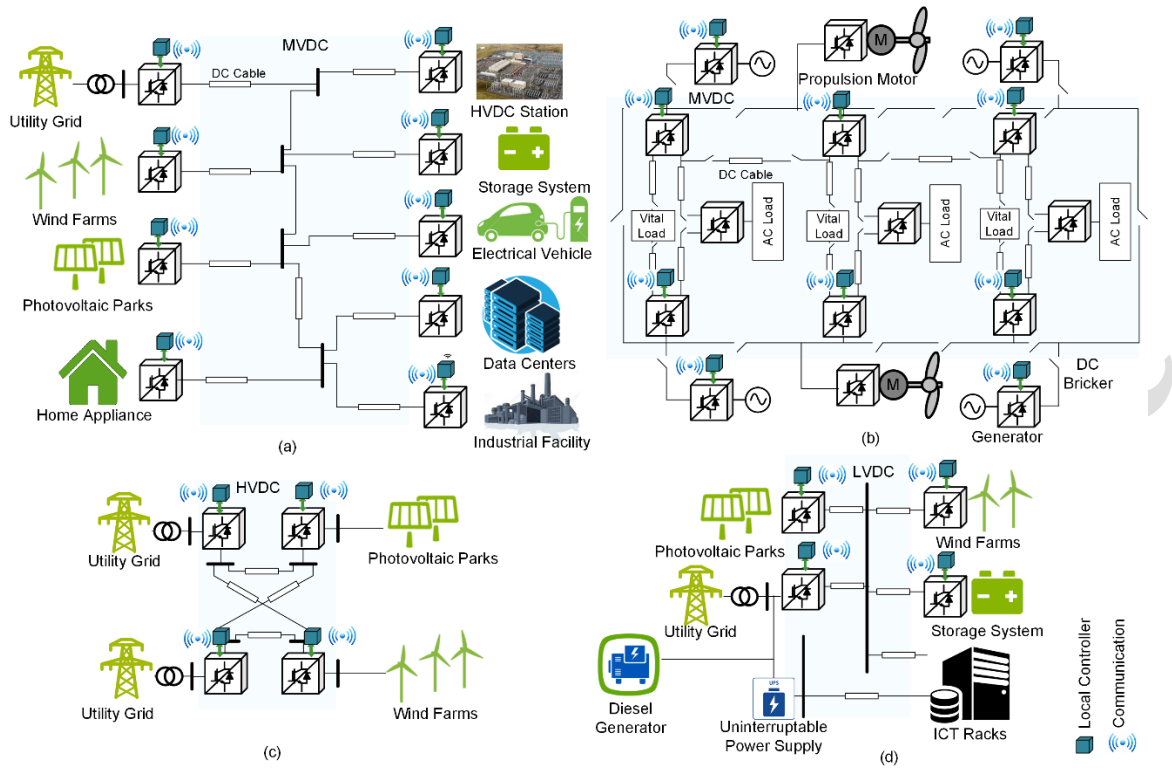 MVDC
DC Cable
Utility Grid
HVDC Station
Wind Farms
Storage System
Electrical Vehicle
Photovoltaic Parks
Data Centers
Home Appliance
Industrial Facility
(a)
M
Propulsion Motor
MVDC
DC Cable
Vital
Load
AC Load
Vital
Load
AC Load
Vital
Load
AC Load
M
DC
Bricker
Generator
(b)
HVDC
Utility Grid
Photovoltaic Parks
Utility Grid
Wind Farms
(c)
LVDC
Photovoltaic Parks
Wind Farms
Utility Grid
Storage System
UPS
Diesel
Generator
Uninterruptable
Power Supply
ICT Racks
(d)
Local Controller
Communication